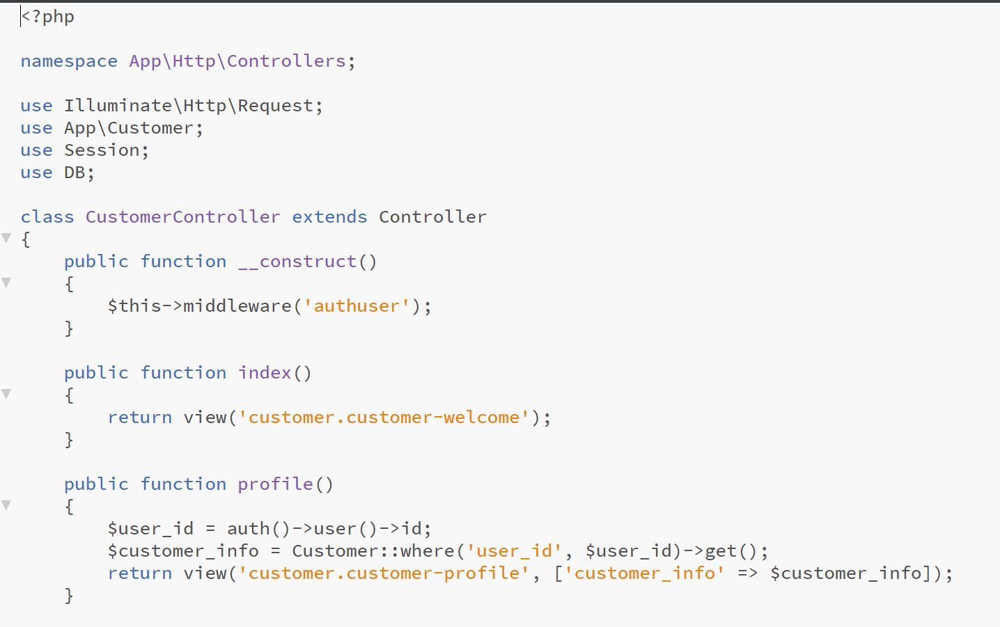 <?php
namespace App\Http\Controllers;
use Illuminate\Http\Request;
use App\Customer;
use Session;
use DB;
class CustomerController extends Controller
{
    public function __construct()
    {
        $this->middleware('authuser');
    }
    public function index()
    {
        return view('customer.customer-welcome');
    }
    public function profile()
    {
        $user_id = auth()->user()->id;
        $customer_info = Customer::where('user_id', $user_id)->get();
        return view('customer.customer-profile', ['customer_info' => $customer_info]);
    }